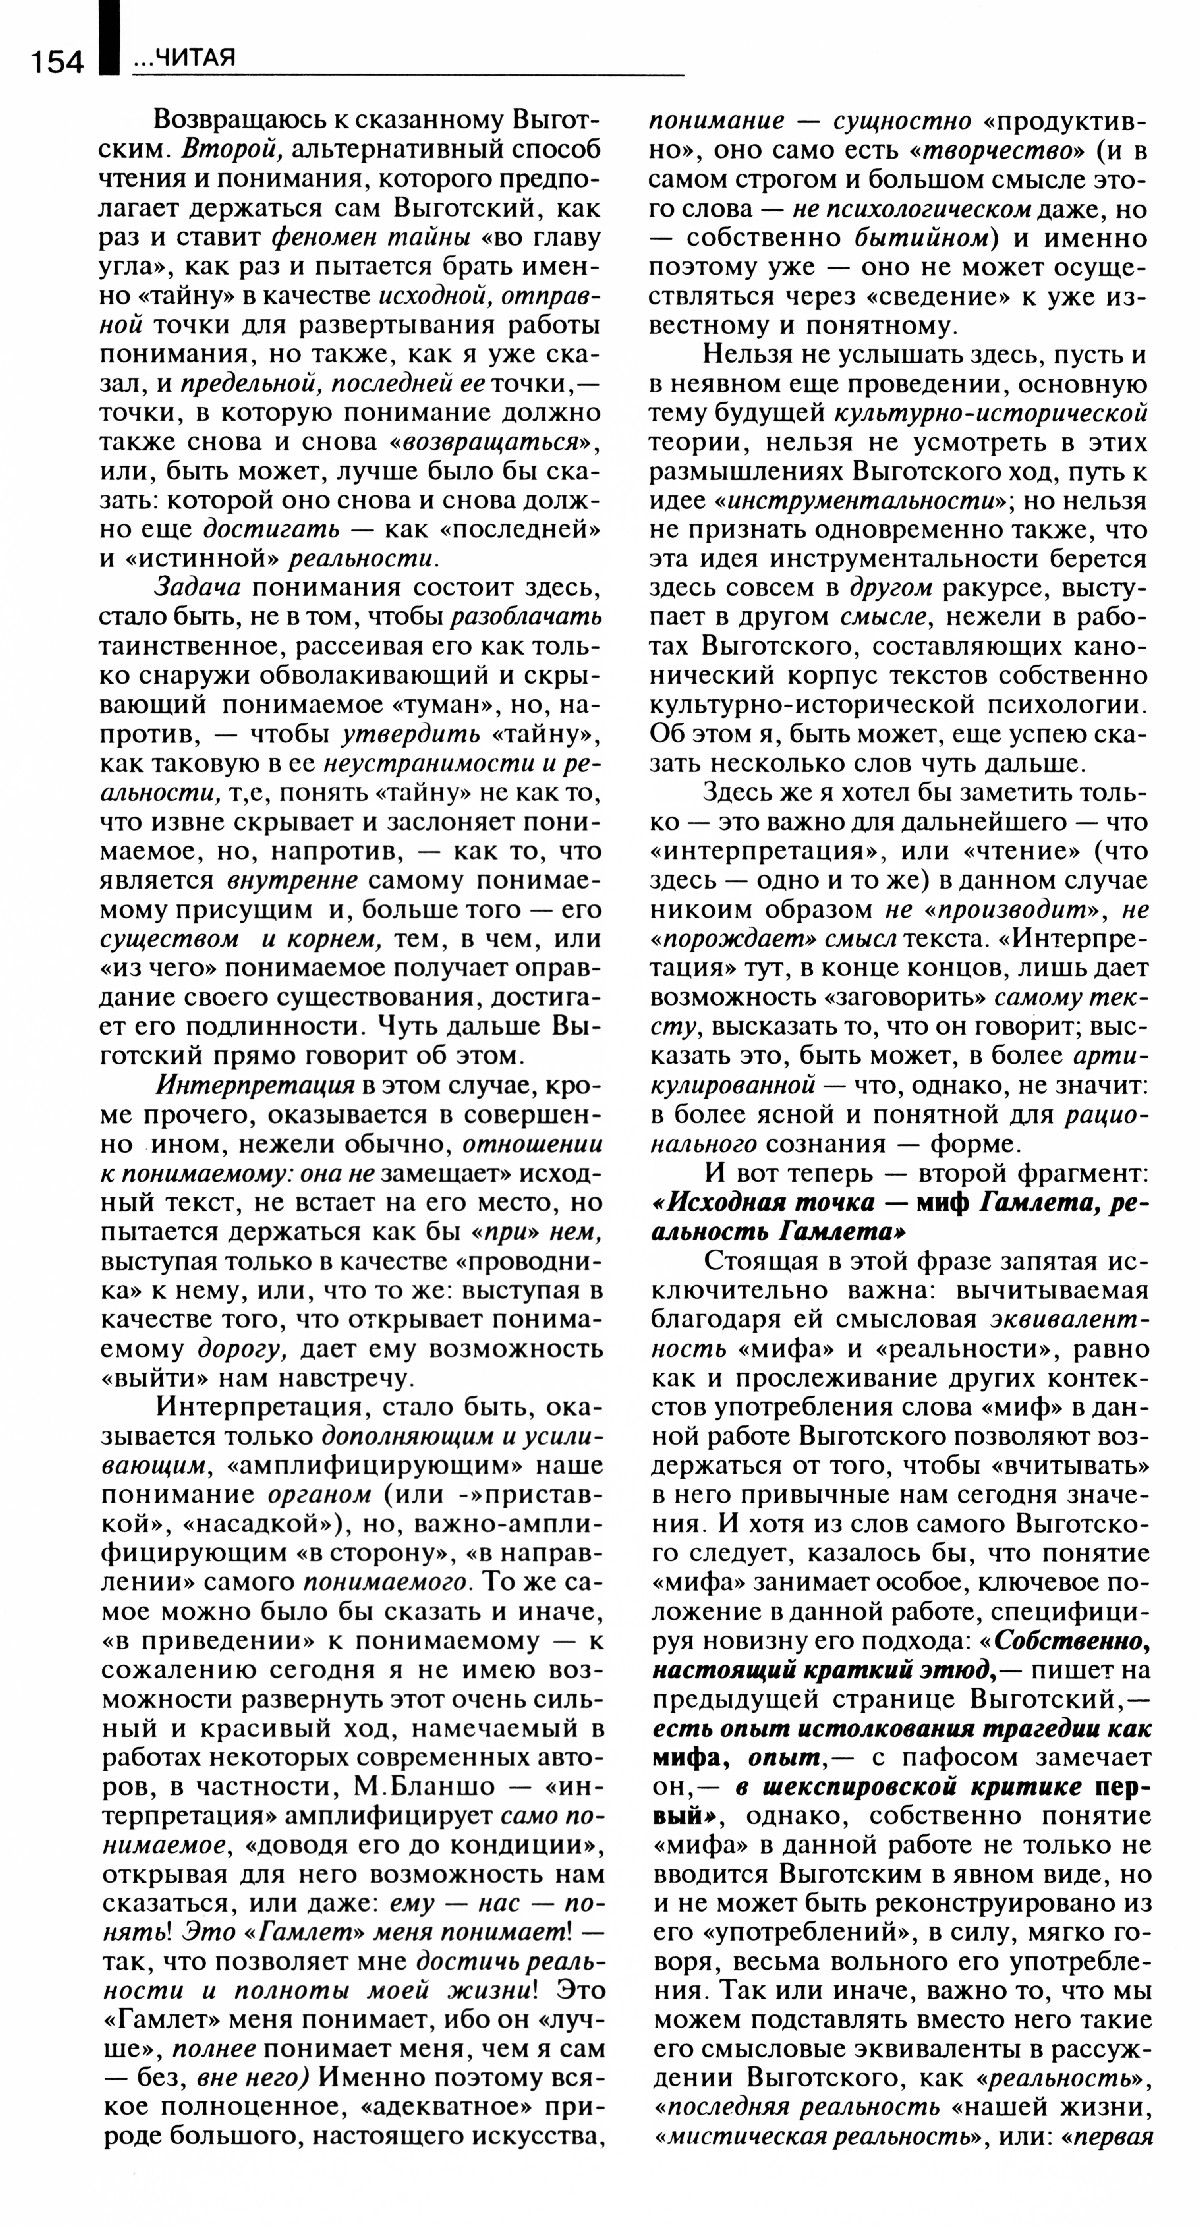 154
...ЧИТАЯ
Возвращаюсь к сказанному Выгот-
ским. Второй, альтернативный способ
чтения и понимания, которого предпо-
лагает держаться сам Выготский, как
раз и ставит феномен тайны «во главу
угла», как раз и пытается брать имен-
но «тайну» в качестве исходной, отправ-
ной точки для развертывания работы
понимания, но также, как я уже ска-
зал, и предельной, последней ее точки,—
точки, в которую понимание должно
также снова и снова «возвращаться»,
или, быть может, лучше было бы ска-
зать: которой оно снова и снова долж-
но еще достигать — как «последней»
и «истинной» реальности.
Задача понимания состоит здесь,
стало быть, не в том, чтобы разоблачать
таинственное, рассеивая его как толь-
ко снаружи обволакивающий и скры-
вающий понимаемое «туман», но, на-
против, — чтобы утвердить «тайну»,
как таковую в ее неустранимости и ре-
альности, т,е, понять «тайну» не как то,
что извне скрывает и заслоняет пони-
маемое, но, напротив, — как то, что
является внутренне самому понимае-
мому присущим и, больше того — его
существом и корнем, тем, в чем, или
«из чего» понимаемое получает оправ-
дание своего существования, достига-
ет его подлинности. Чуть дальше Вы-
готский прямо говорит об этом.
Интерпретация в этом случае, кро-
ме прочего, оказывается в совершен-
но ином, нежели обычно, отношении
к понимаемому: она не замещает» исход-
ный текст, не встает на его место, но
пытается держаться как бы «при» нем,
выступая только в качестве «проводни-
ка» к нему, или, что то же: выступая в
качестве того, что открывает понима-
емому дорогу, дает ему возможность
«выйти» нам навстречу.
Интерпретация, стало быть, ока-
зывается только дополняющим и усили-
вающим, «амплифицирующим» наше
понимание органом (или -»пристав-
кой», «насадкой»), но, важно-ампли-
фицирующим «в сторону», «в направ-
лении» самого понимаемого. То же са-
мое можно было бы сказать и иначе,
«в приведении» к понимаемому — к
сожалению сегодня я не имею воз-
можности развернуть этот очень силь-
ный и красивый ход, намечаемый в
работах некоторых современных авто-
ров, в частности, М.Бланшо — «ин-
терпретация» амплифицирует само по-
нимаемое, «доводя его до кондиции»,
открывая для него возможность нам
сказаться, или даже: ему — нас — по-
нять! Это «Гамлет» меня понимает! —
так, что позволяет мне достичь реаль-
ности и полноты моей жизни! Это
«Гамлет» меня понимает, ибо он «луч-
ше», полнее понимает меня, чем я сам
— без, вне него) Именно поэтому вся-
кое полноценное, «адекватное» при-
роде большого, настоящего искусства,
понимание — сущностно «продуктив-
но», оно само есть «творчество» (и в
самом строгом и большом смысле это-
го слова — не психологическом даже, но
— собственно бытийном) и именно
поэтому уже — оно не может осуще-
ствляться через «сведение» к уже из-
вестному и понятному.
Нельзя не услышать здесь, пусть и
в неявном еще проведении, основную
тему будущей культурно-исторической
теории, нельзя не усмотреть в этих
размышлениях Выготского ход, путь к
идее «инструментальности»; но нельзя
не признать одновременно также, что
эта идея инструментальности берется
здесь совсем в другом ракурсе, высту-
пает в другом смысле, нежели в рабо-
тах Выготского, составляющих кано-
нический корпус текстов собственно
культурно-исторической психологии.
Об этом я, быть может, еще успею ска-
зать несколько слов чуть дальше.
Здесь же я хотел бы заметить толь-
ко — это важно для дальнейшего — что
«интерпретация», или «чтение» (что
здесь — одно и то же) в данном случае
никоим образом не «производит», не
«порождает» смысл текста. «Интерпре-
тация» тут, в конце концов, лишь дает
возможность «заговорить» самому тек-
сту, высказать то, что он говорит; выс-
казать это, быть может, в более арти-
кулированной — что, однако, не значит:
в более ясной и понятной для рацио-
нального сознания — форме.
И вот теперь — второй фрагмент:
«Исходная точка — миф Гамлета, ре-
альность Гамлета»
Стоящая в этой фразе запятая ис-
ключительно важна: вычитываемая
благодаря ей смысловая эквивалент-
ность «мифа» и «реальности», равно
как и прослеживание других контек-
стов употребления слова «миф» в дан-
ной работе Выготского позволяют воз-
держаться от того, чтобы «вчитывать»
в него привычные нам сегодня значе-
ния. И хотя из слов самого Выготско-
го следует, казалось бы, что понятие
«мифа» занимает особое, ключевое по-
ложение в данной работе, специфици-
руя новизну его подхода: «Собственно,
настоящий краткий этюд,— пишет на
предыдущей странице Выготский,—
есть опыт истолкования трагедии как
мифа, опыт,— с пафосом замечает
он,— в шекспировской критике пер-
вый», однако, собственно понятие
«мифа» в данной работе не только не
вводится Выготским в явном виде, но
и не может быть реконструировано из
его «употреблений», в силу, мягко го-
воря, весьма вольного его употребле-
ния. Так или иначе, важно то, что мы
можем подставлять вместо него такие
его смысловые эквиваленты в рассуж-
дении Выготского, как «реальность»,
«последняя реальность «нашей жизни,
«мистическая реальность», или: «первая